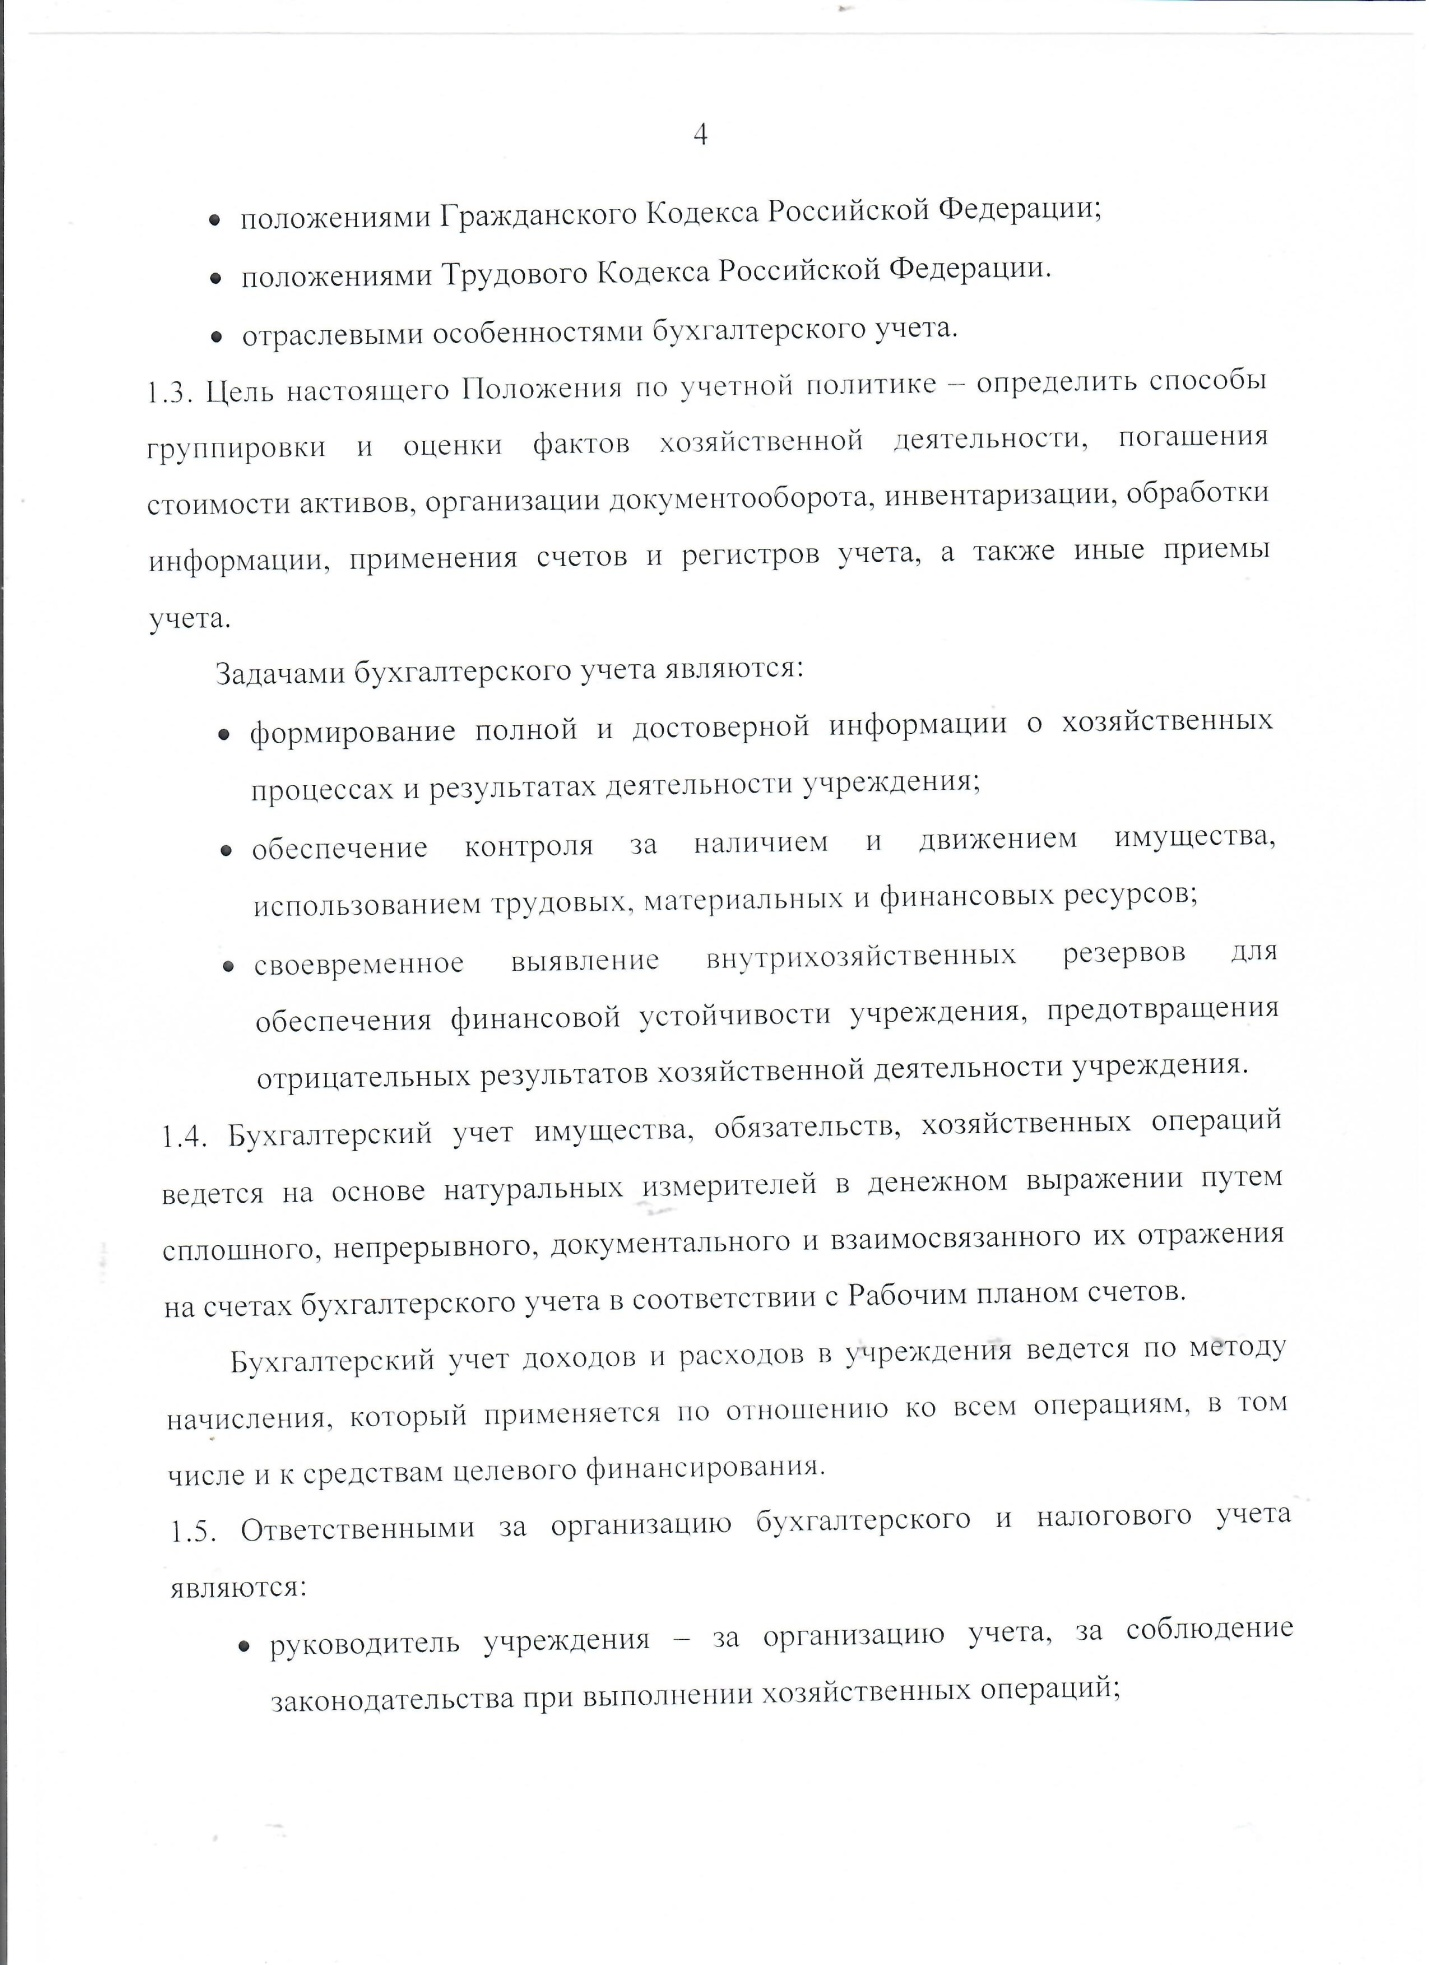 4
• положениями Гражданского Кодекса Российской Федерации;
• положениями Трудового Кодекса Российской Федерации.
• отраслевыми особенностями бухгалтерского учета.
1.3. Цель настоящего Положения по учетной политике – определить способы
группировки и оценки фактов хозяйственной деятельности, погашения
стоимости активов, организации документооборота, инвентаризации, обработки
информации, применения счетов и регистров учета, а также иные приемы
учета.
Задачами бухгалтерского учета являются:
• формирование полной и достоверной информации о хозяйственных
процессах и результатах деятельности учреждения;
• обеспечение контроля за наличием и движением имущества,
использованием трудовых, материальных и финансовых ресурсов;
• своевременное выявление внутрихозяйственных резервов для
обеспечения финансовой устойчивости учреждения, предотвращения
отрицательных результатов хозяйственной деятельности учреждения.
1.4. Бухгалтерский учет имущества, обязательств, хозяйственных операций
ведется на основе натуральных измерителей в денежном выражении путем
сплошного, непрерывного, документального и взаимосвязанного их отражения
на счетах бухгалтерского учета в соответствии с Рабочим планом счетов.
Бухгалтерский учет доходов и расходов в учреждения ведется по методу
начисления, который применяется по отношению ко всем операциям, в том
числе и к средствам целевого финансирования.
1.5. Ответственными за организацию бухгалтерского и налогового учета
являются:
• руководитель учреждения – за организацию учета, за соблюдение
законодательства при выполнении хозяйственных операций;